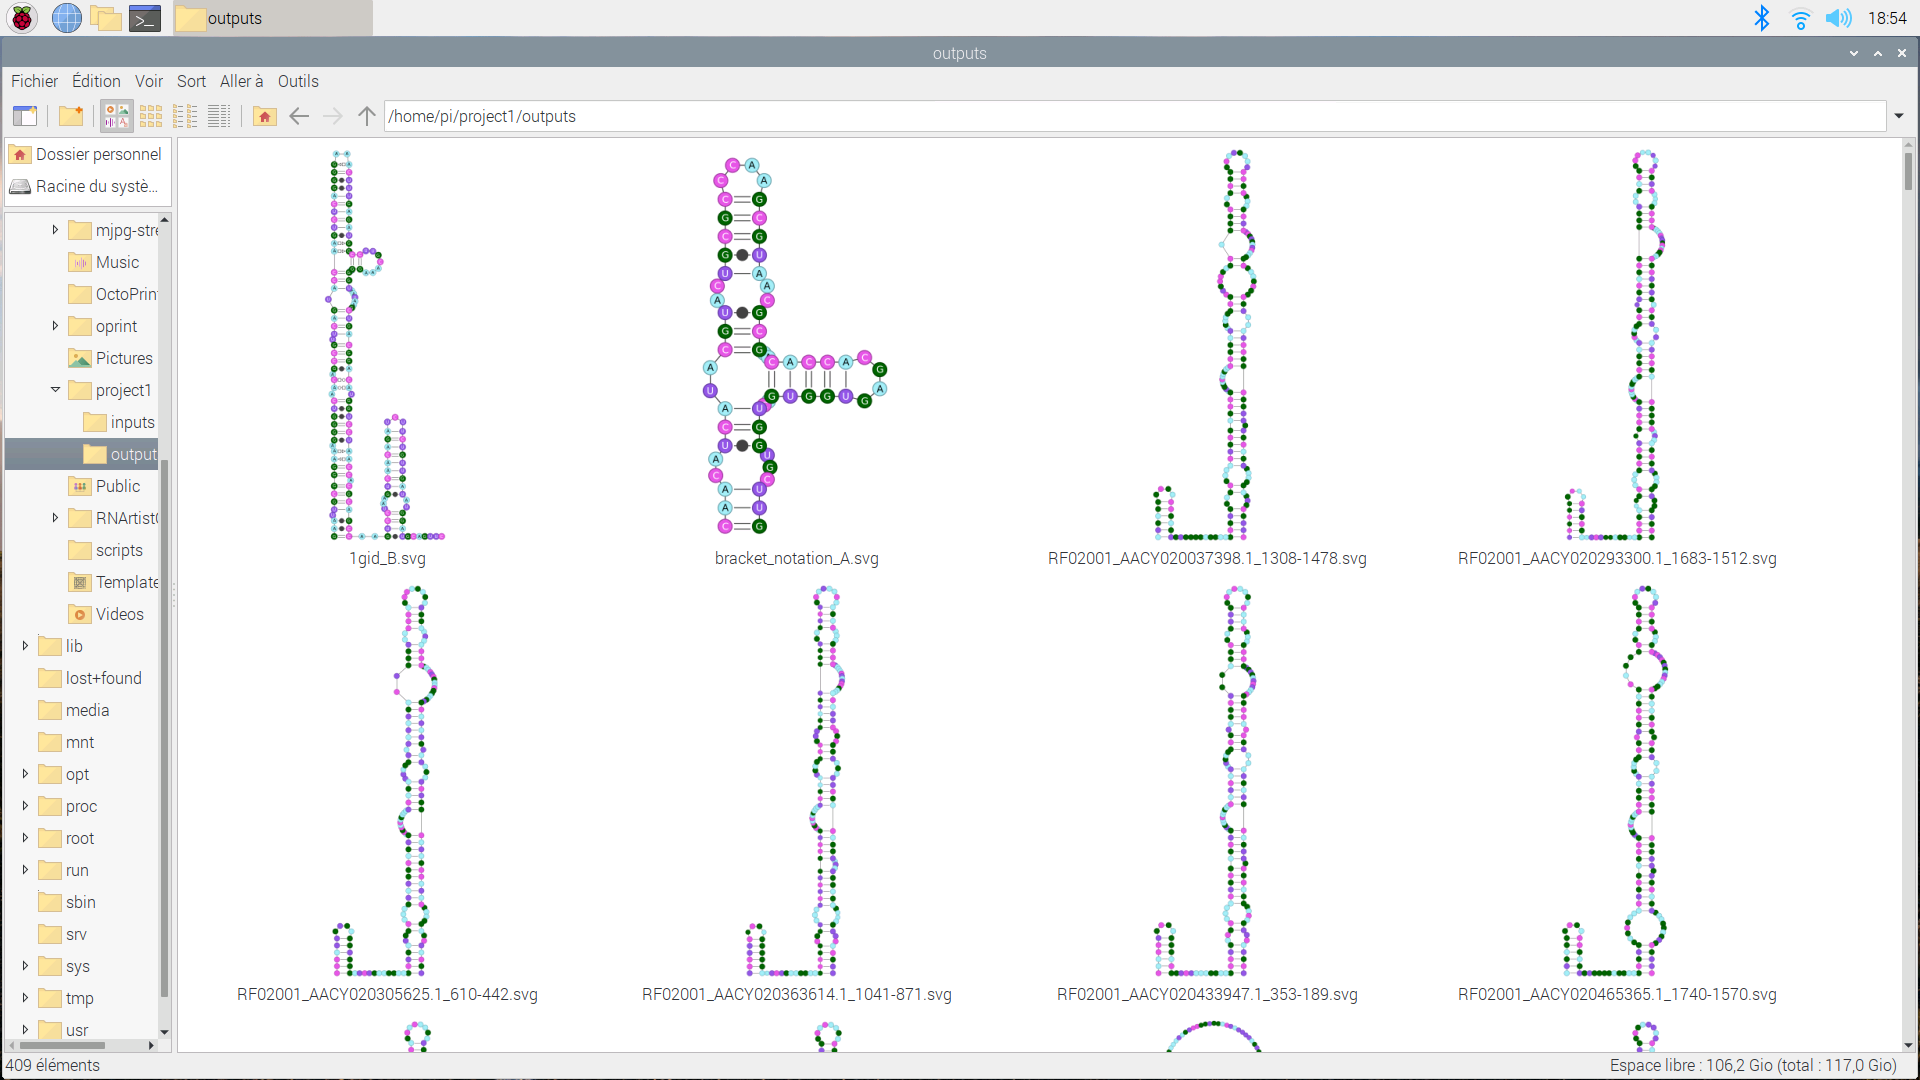 outputs
18:54
outputs
Fichier Édition Voir Sort Aller à Outils
/home/pi/project1/outputs
Dossier personnel
Racine du systè...
mjpg-stre
Music
OctoPrin
oprint
Pictures
project1
inputs
output
Public
RNArtist
scripts
Template
Videos
lib
lost+found
media
mnt
opt
proc
root
run
sbin
srv
sys
tmp
usr
1gid_B.svg
bracket_notation_A.svg
RF02001_AACY020037398.1_1308-1478.svg
RF02001_AACY020293300.1_1683-1512.svg
RF02001_AACY020305625.1_610-442.svg
RF02001_AACY020363614.1_1041-871.svg
RF02001_AACY020433947.1_353-189.svg
RF02001_AACY020465365.1_1740-1570.svg
409 éléments
Espace libre : 106,2 Gio (total : 117,0 Gio)